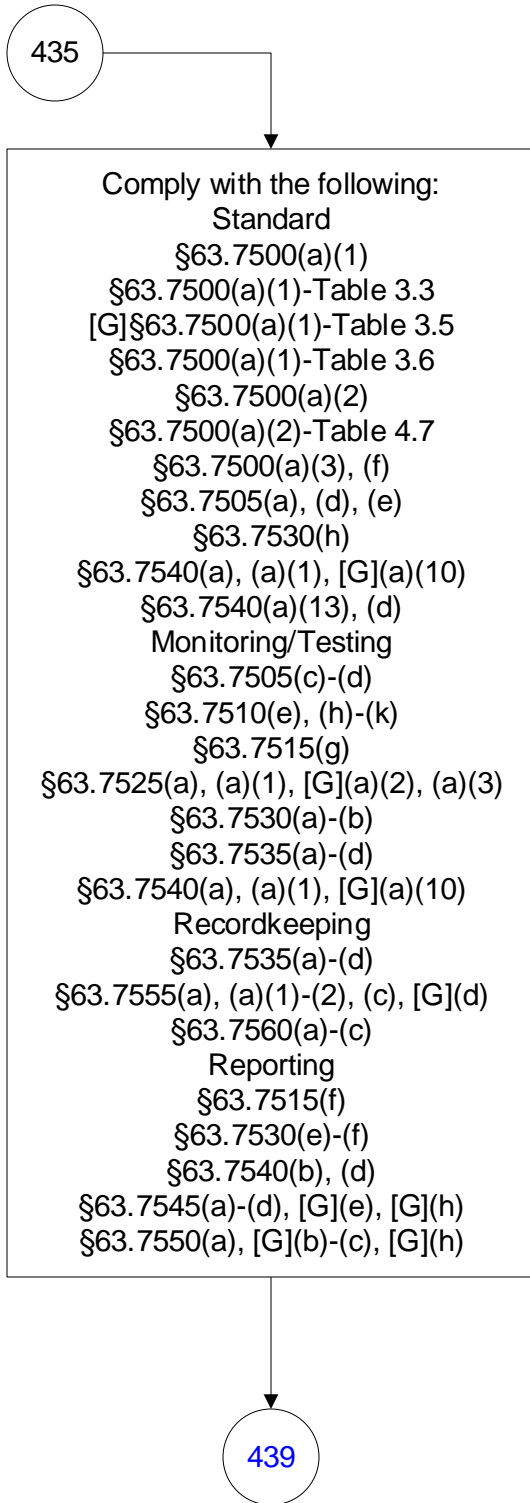 435
Comply with the following:
Standard
§63.7500(a)(1)
§63.7500(a)(1)-Table 3.3
[G]§63.7500(a)(1)-Table 3.5
§63.7500(a)(1)-Table 3.6
§63.7500(a)(2)
§63.7500(a)(2)-Table 4.7
§63.7500(a)(3), (f)
§63.7505(a), (d), (e)
§63.7530(h)
§63.7540(a), (a)(1), [G](a)(10)
§63.7540(a)(13), (d)
Monitoring/Testing
§63.7505(c)-(d)
§63.7510(e), (h)-(k)
§63.7515(g)
§63.7525(a), (a)(1), [G](a)(2), (a)(3)
§63.7530(a)-(b)
§63.7535(a)-(d)
§63.7540(a), (a)(1), [G](a)(10)
Recordkeeping
§63.7535(a)-(d)
§63.7555(a), (a)(1)-(2), (c), [G](d)
§63.7560(a)-(c)
Reporting
§63.7515(f)
§63.7530(e)-(f)
§63.7540(b), (d)
§63.7545(a)-(d), [G](e), [G](h)
§63.7550(a), [G](b)-(c), [G](h)
439